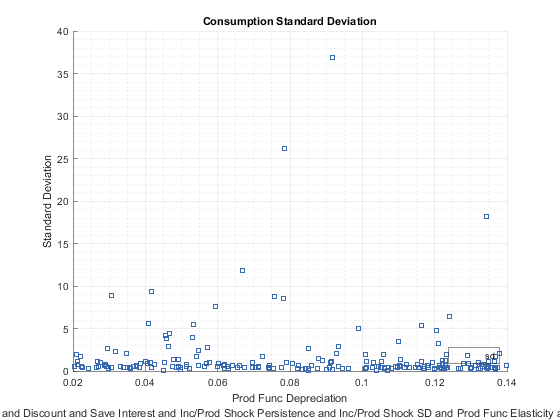 Consumption Standard Deviation
40
35
30
25
20
15
10
5
0
Standard Deviation
0.02 0.04 0.06 0.08 0.1 0.12 0.14
Prod Func Depreciation
and Discount and Save Interest and Inc/Prod Shock Persistence and Inc/Prod Shock SD and Prod Func Elasticity a